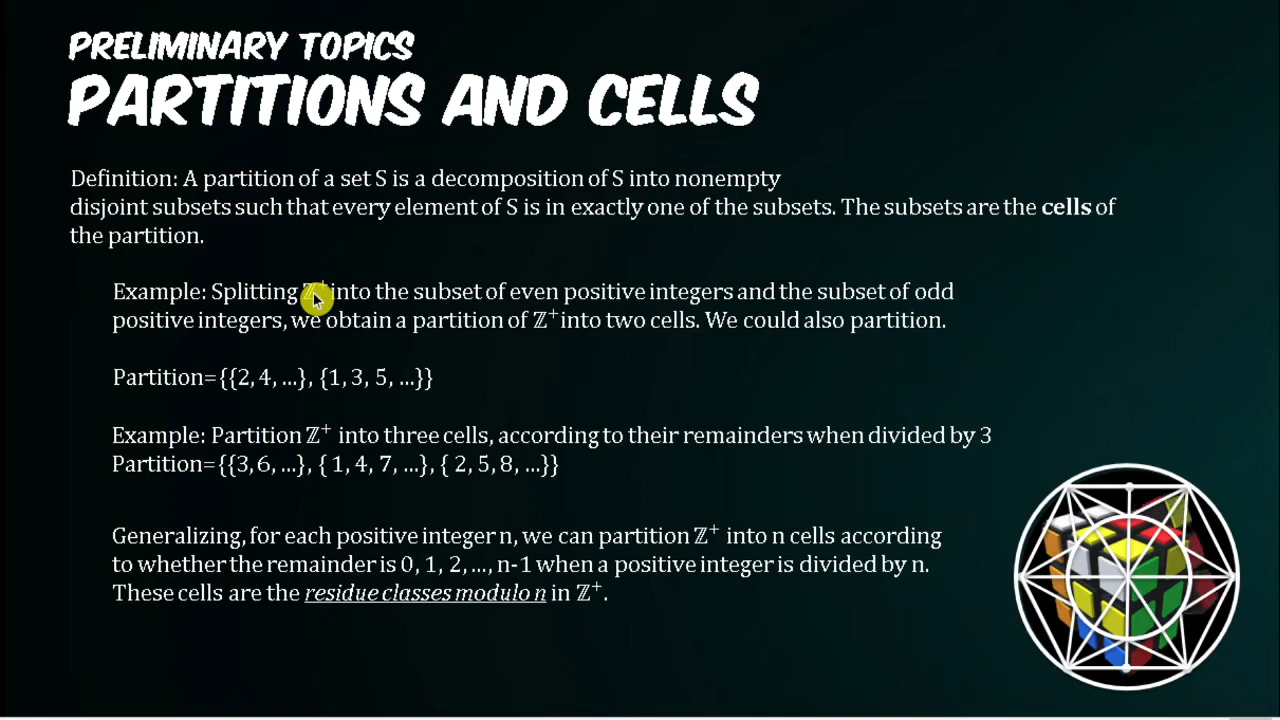 PRELIMINARY TOPICS
PARTITIONS AND CELLS
Definition: A partition of a set S is a decomposition of S into nonempty
disjoint subsets such that every element of S is in exactly one of the subsets. The subsets are the cells of
the partition.
Example: Splitting ℤ⁺ into the subset of even positive integers and the subset of odd
positive integers, we obtain a partition of ℤ⁺ into two cells. We could also partition.
Partition={{2, 4, ...}, {1, 3, 5, ...}}
Example: Partition ℤ⁺ into three cells, according to their remainders when divided by 3
Partition={{3, 6, ...}, { 1, 4, 7, ...}, { 2, 5, 8, ...}}
Generalizing, for each positive integer n, we can partition ℤ⁺ into n cells according
to whether the remainder is 0, 1, 2, ..., n-1 when a positive integer is divided by n.
These cells are the residue classes modulo n in ℤ⁺.